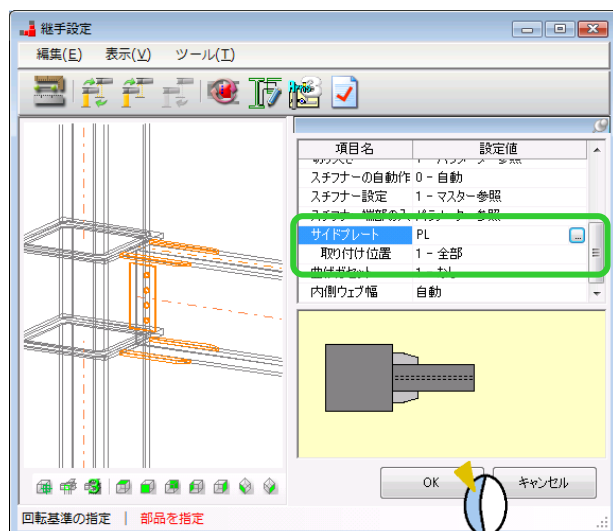 継手設定
編集(E) 表示(V) ツール(T)
項目名 設定値
スチフナーの自動作 0 - 自動
スチフナー設定 1 - マスター参照
サイドプレート PL ...
取り付け位置 1 - 全部
内側ウェブ幅 自動
OK キャンセル
回転基準の指定 | 部品を指定